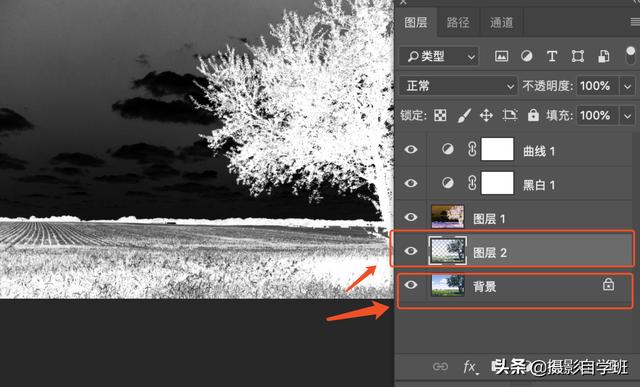 图层 路径 通道
类型
正常 不透明度: 100%
锁定: 填充: 100%
曲线 1
黑白 1
图层 1
图层 2
背景
fx
头条 @摄影自学班